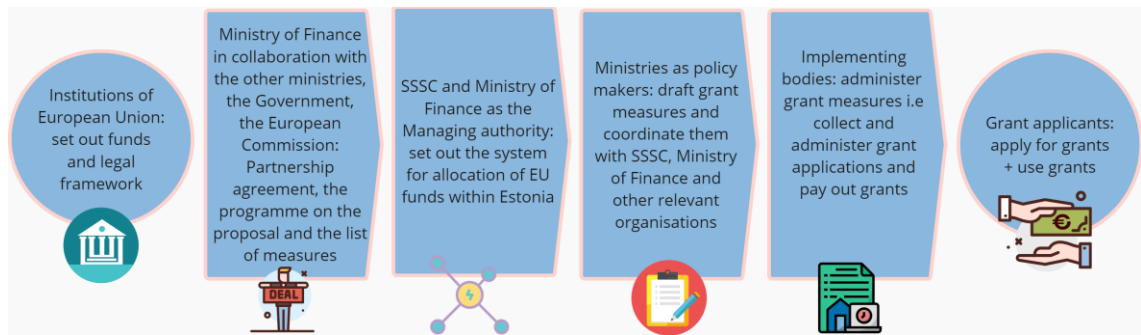 Institutions of
European Union:
set out funds
and legal
framework
Ministry of Finance
in collaboration with
the other ministries,
the Government,
the European
Commission:
Partnership
agreement, the
programme on the
proposal and the list
of measures
DEAL
SSSC and Ministry of
Finance as the
Managing authority:
set out the system
for allocation of EU
funds within Estonia
Ministries as policy
makers: draft grant
measures and
coordinate them
with SSSC, Ministry
of Finance and
other relevant
organisations
Implementing
bodies: administer
grant measures i.e
collect and
administer grant
applications and
pay out grants
Grant applicants:
apply for grants
+ use grants
€